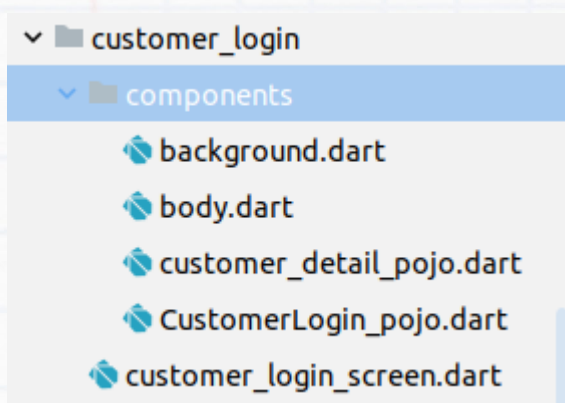 customer_login
components
background.dart
body.dart
customer_detail_pojo.dart
CustomerLogin_pojo.dart
customer_login_screen.dart